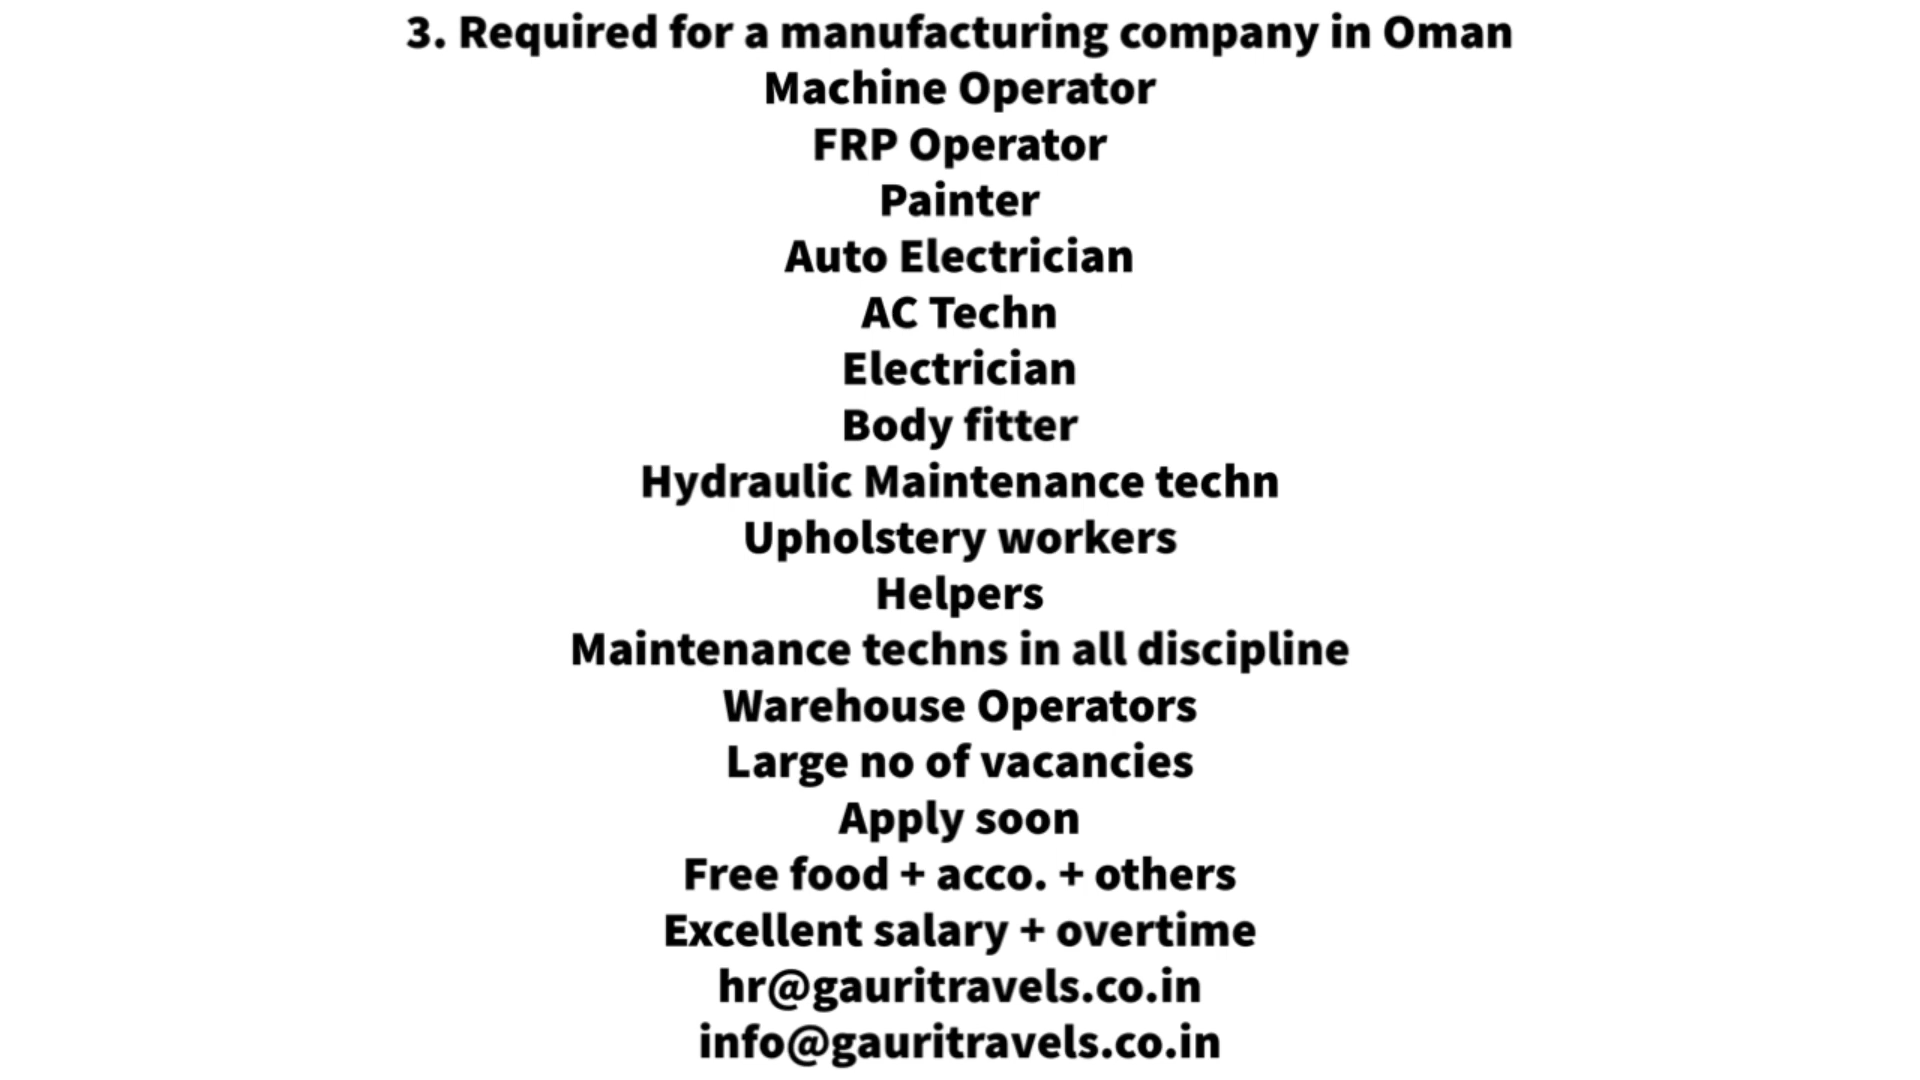 3. Required for a manufacturing company in Oman
Machine Operator
FRP Operator
Painter
Auto Electrician
AC Techn
Electrician
Body fitter
Hydraulic Maintenance techn
Upholstery workers
Helpers
Maintenance techns in all discipline
Warehouse Operators
Large no of vacancies
Apply soon
Free food + acco. + others
Excellent salary + overtime
hr@gauritravels.co.in
info@gauritravels.co.in